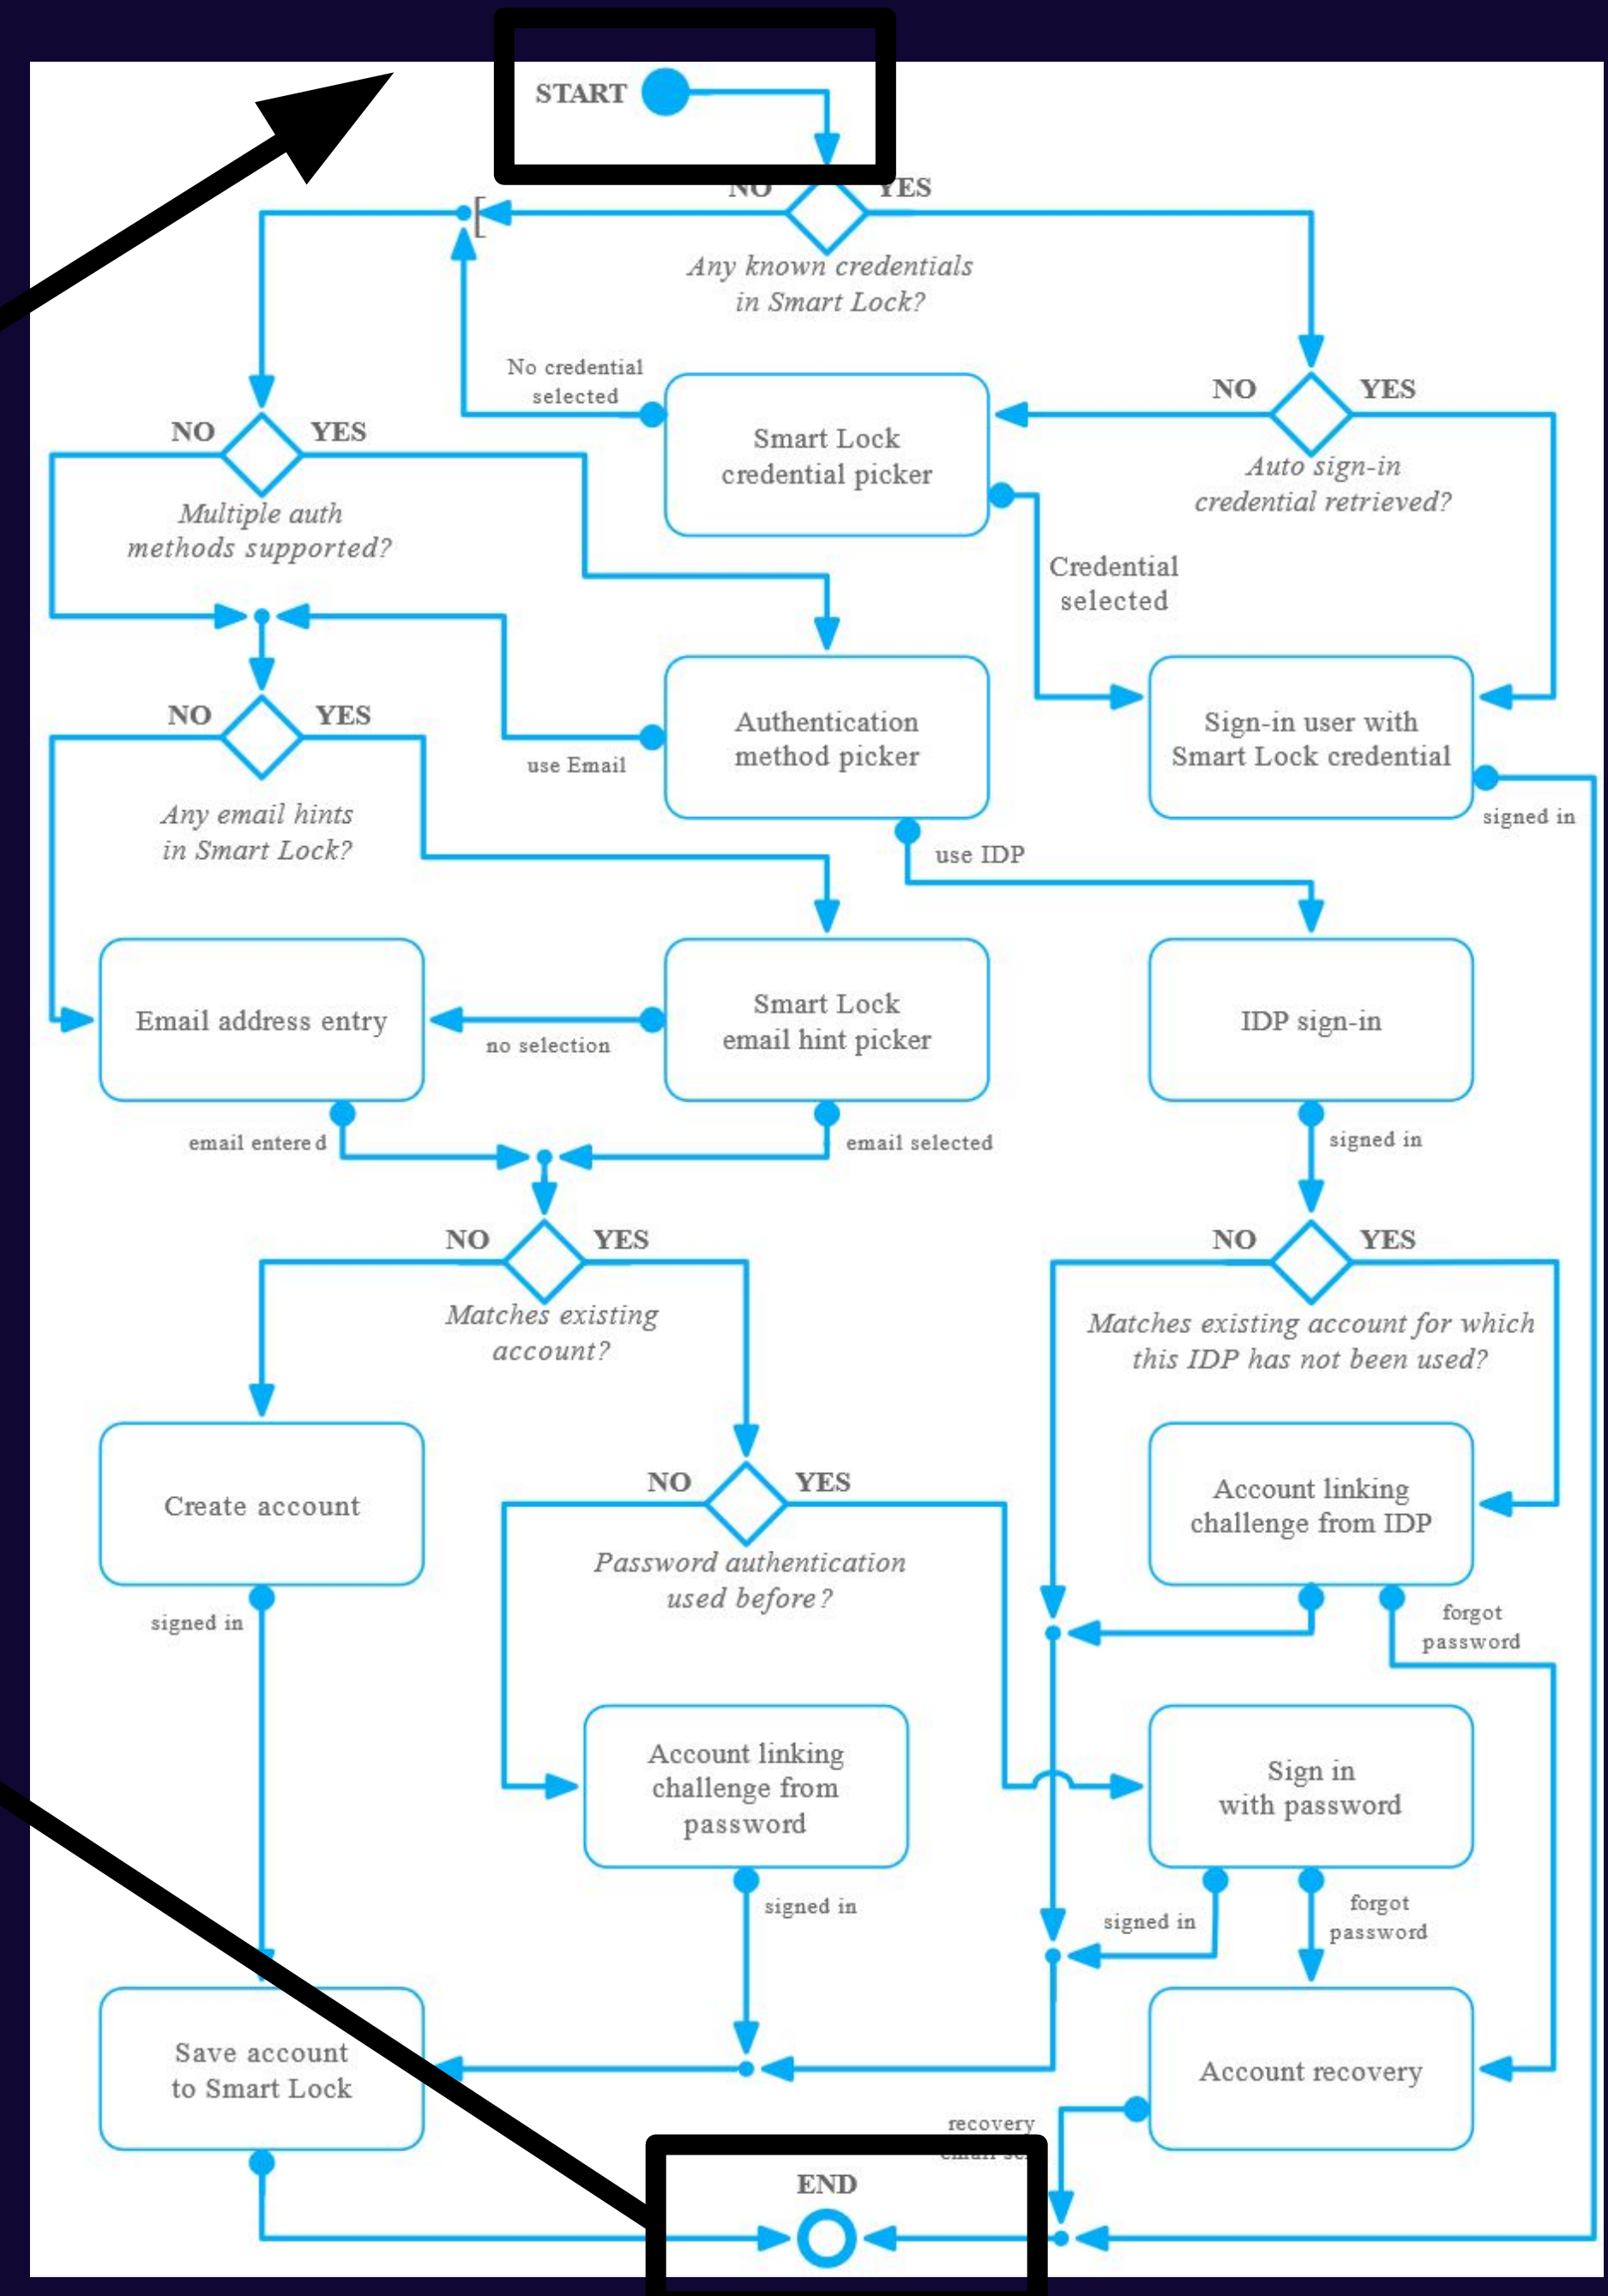 START
NO
YES
Any known credentials
in Smart Lock?
No credential
selected
Smart Lock
credential picker
NO
YES
Auto sign-in
credential retrieved?
NO
YES
Multiple auth
methods supported?
Credential
selected
Authentication
method picker
use Email
Sign-in user with
Smart Lock credential
signed in
NO
YES
Any email hints
in Smart Lock?
use IDP
Email address entry
no selection
Smart Lock
email hint picker
IDP sign-in
email entered
email selected
signed in
NO
YES
Matches existing
account?
NO
YES
Matches existing account for which
this IDP has not been used?
Create account
signed in
NO
YES
Password authentication
used before?
Account linking
challenge from IDP
forgot
password
Account linking
challenge from
password
signed in
Sign in
with password
signed in
forgot
password
Save account
to Smart Lock
Account recovery
recovery
END